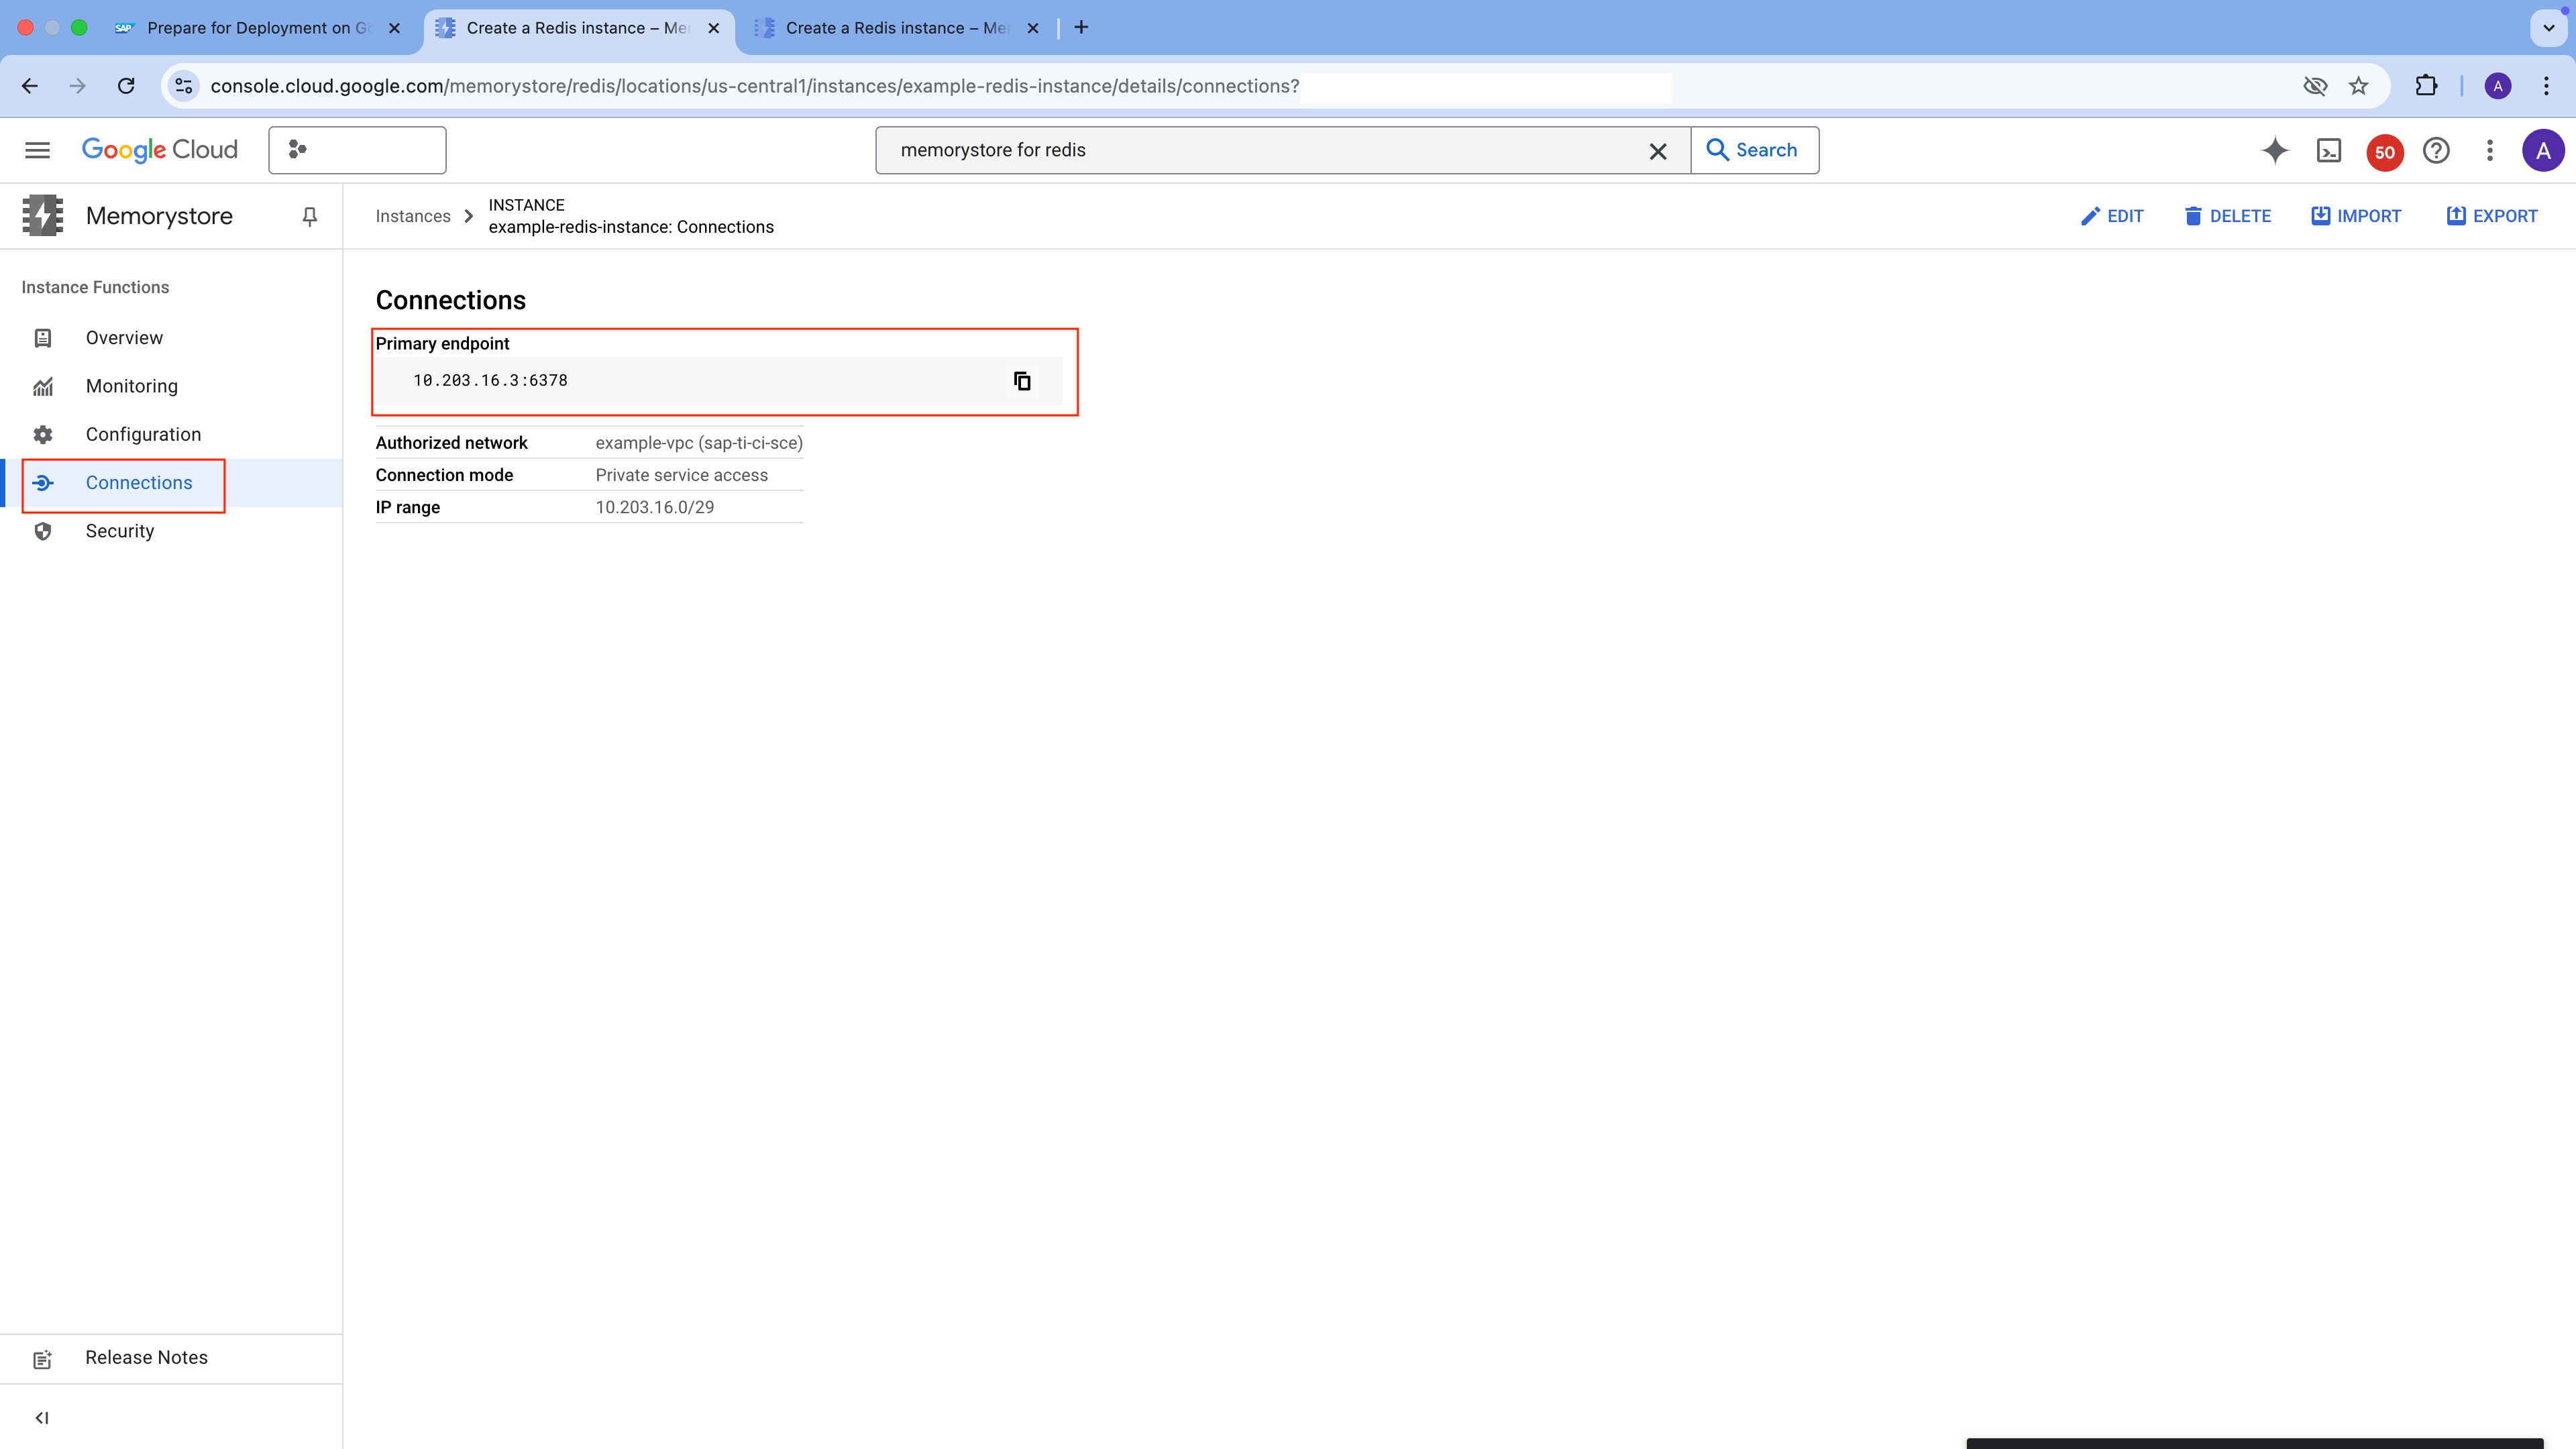 SAP Prepare for Deployment on Go
Create a Redis instance – Me
Create a Redis instance – Me
console.cloud.google.com/memorystore/redis/locations/us-central1/instances/example-redis-instance/details/connections?
A
Google Cloud
memorystore for redis
Search
50
A
Memorystore
Instances
INSTANCE
example-redis-instance: Connections
EDIT
DELETE
IMPORT
EXPORT
Instance Functions
Overview
Monitoring
Configuration
Connections
Security
Connections
Primary endpoint
10.203.16.3:6378
Authorized network example-vpc (sap-ti-ci-sce)
Connection mode Private service access
IP range 10.203.16.0/29
Release Notes